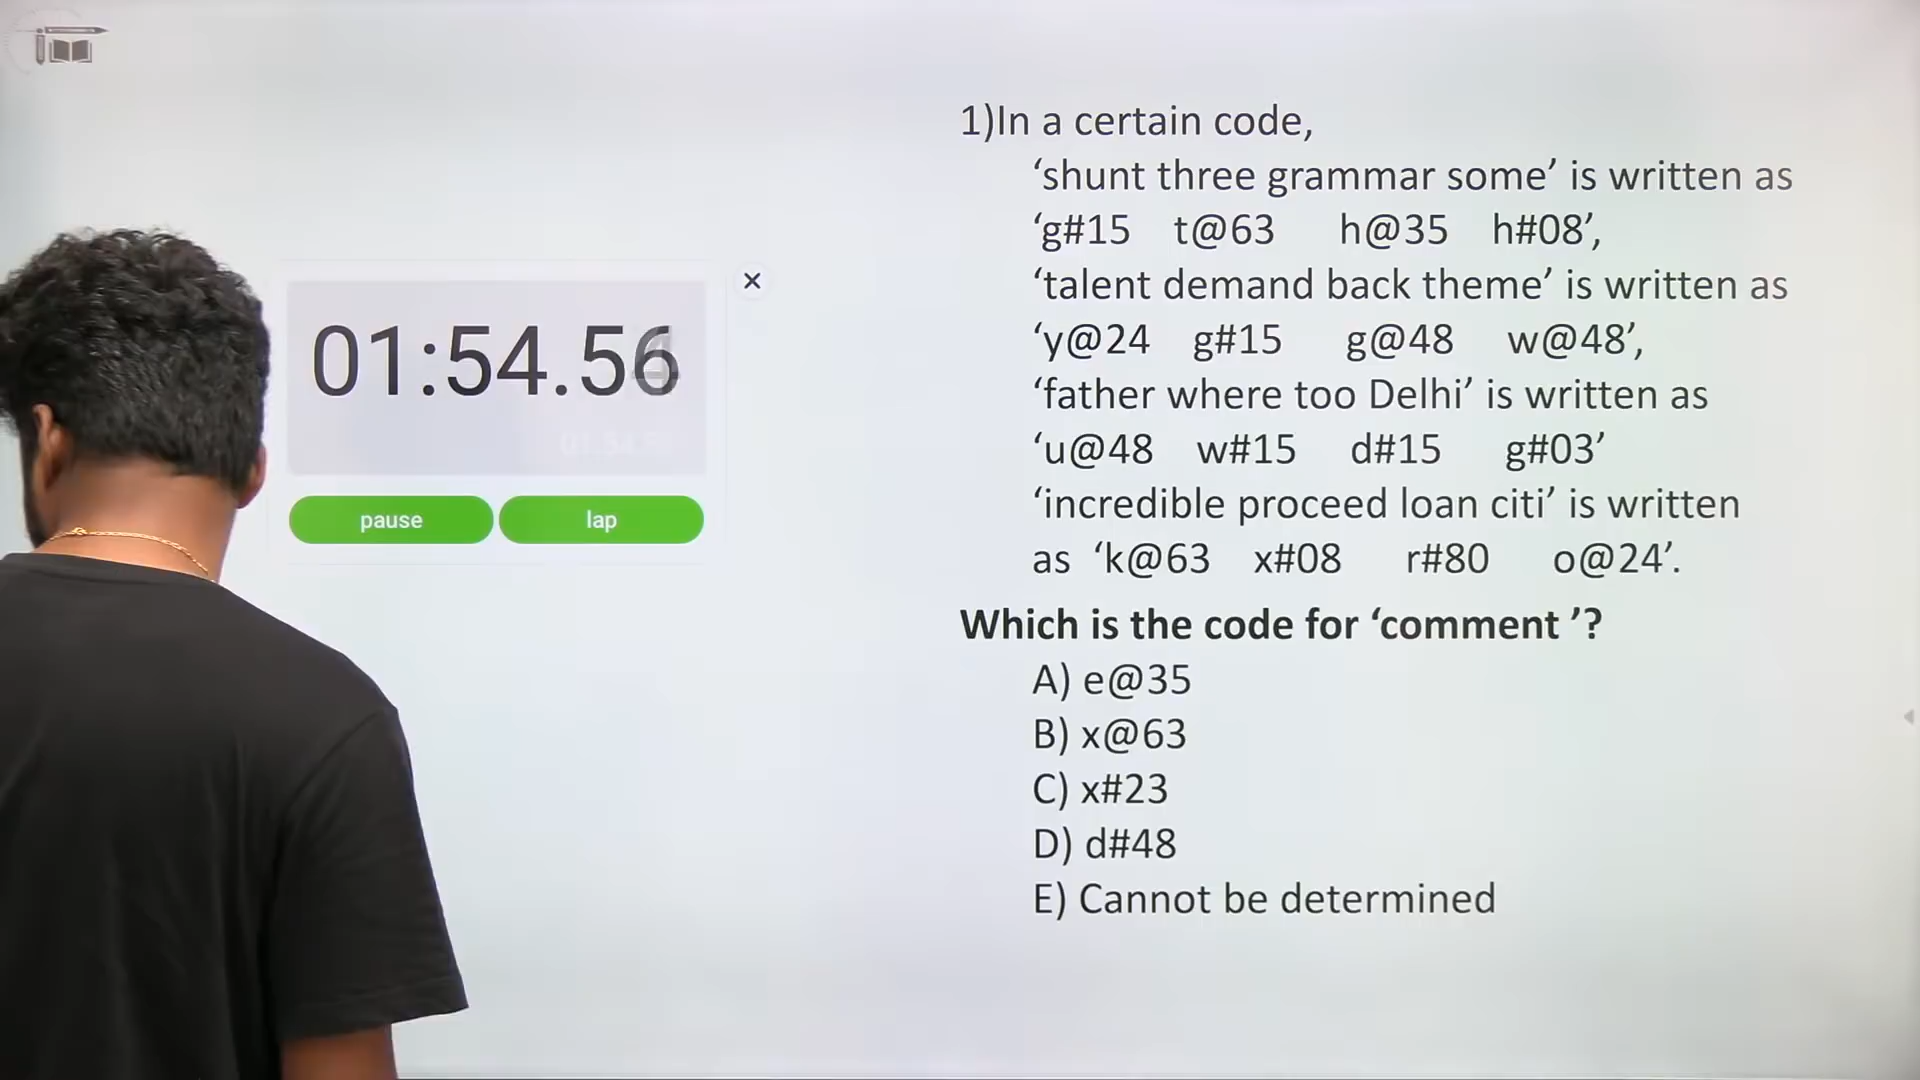 1)In a certain code,
‘shunt three grammar some’ is written as
‘g#15 t@63 h@35 h#08’,
‘talent demand back theme’ is written as
‘y@24 g#15 g@48 w@48’,
‘father where too Delhi’ is written as
‘u@48 w#15 d#15 g#03’
‘incredible proceed loan citi’ is written
as ‘k@63 x#08 r#80 o@24’.
Which is the code for ‘comment ’?
A) e@35
B) x@63
C) x#23
D) d#48
E) Cannot be determined
01:54.56
pause lap